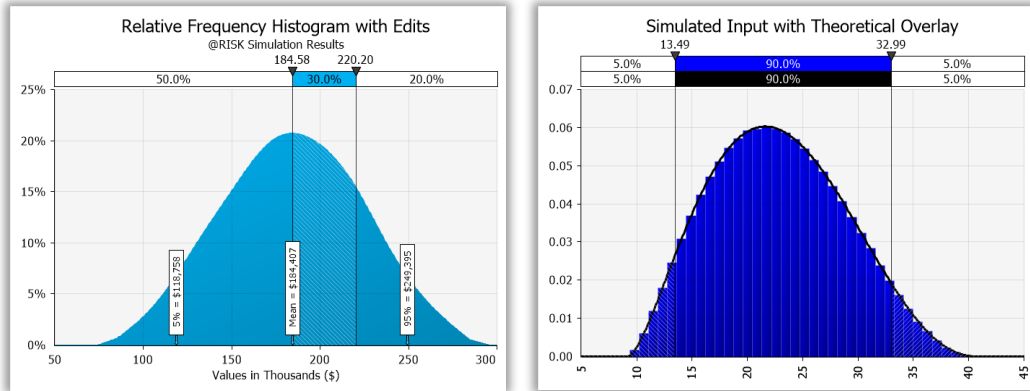 Relative Frequency Histogram with Edits
@RISK Simulation Results
184.58 220.20
50.0% 30.0% 20.0%
25%
20%
15%
10%
5%
0%
5% = $118,758
Mean = $184,407
95% = $249,395
50 100 150 200 250 300
Values in Thousands ($)
Simulated Input with Theoretical Overlay
13.49 32.99
5.0% 90.0% 5.0%
5.0% 90.0% 5.0%
0.07
0.06
0.05
0.04
0.03
0.02
0.01
0.00
5 10 15 20 25 30 35 40 45